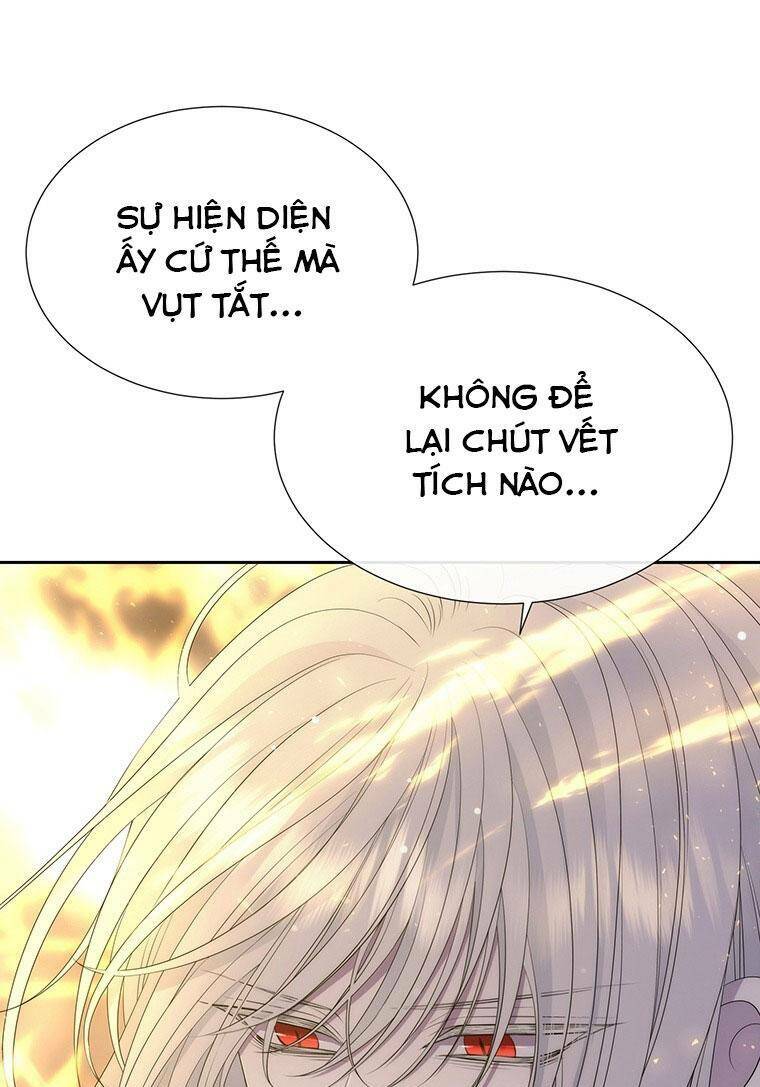 SỰ HIỆN DIỆN
ẤY CỨ THẾ MÀ
VỤT TẮT...
KHÔNG ĐỂ
LẠI CHÚT VẾT
TÍCH NÀO...